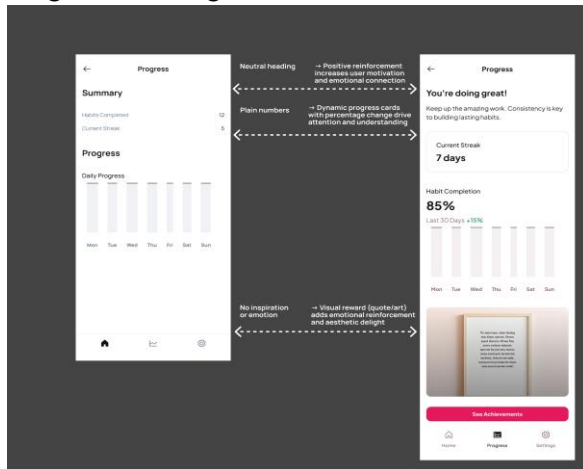 Progress
Summary
Habits Completed 12
Current Streak 5
Progress
Daily Progress
Mon Tue Wed Thu Fri Sat Sun
Neutral heading → Positive reinforcement
increases user motivation
and emotional connection
Plain numbers → Dynamic progress cards
with percentage change drive
attention and understanding
No inspiration → Visual reward (quote/art)
or emotion adds emotional reinforcement
and aesthetic delight
Progress
You're doing great!
Keep up the amazing work. Consistency is key
to building lasting habits.
Current Streak
7 days
Habit Completion
85%
Last 30 Days +15%
Mon Tue Wed Thu Fri Sat Sun
See Achievements
Home Progress Settings